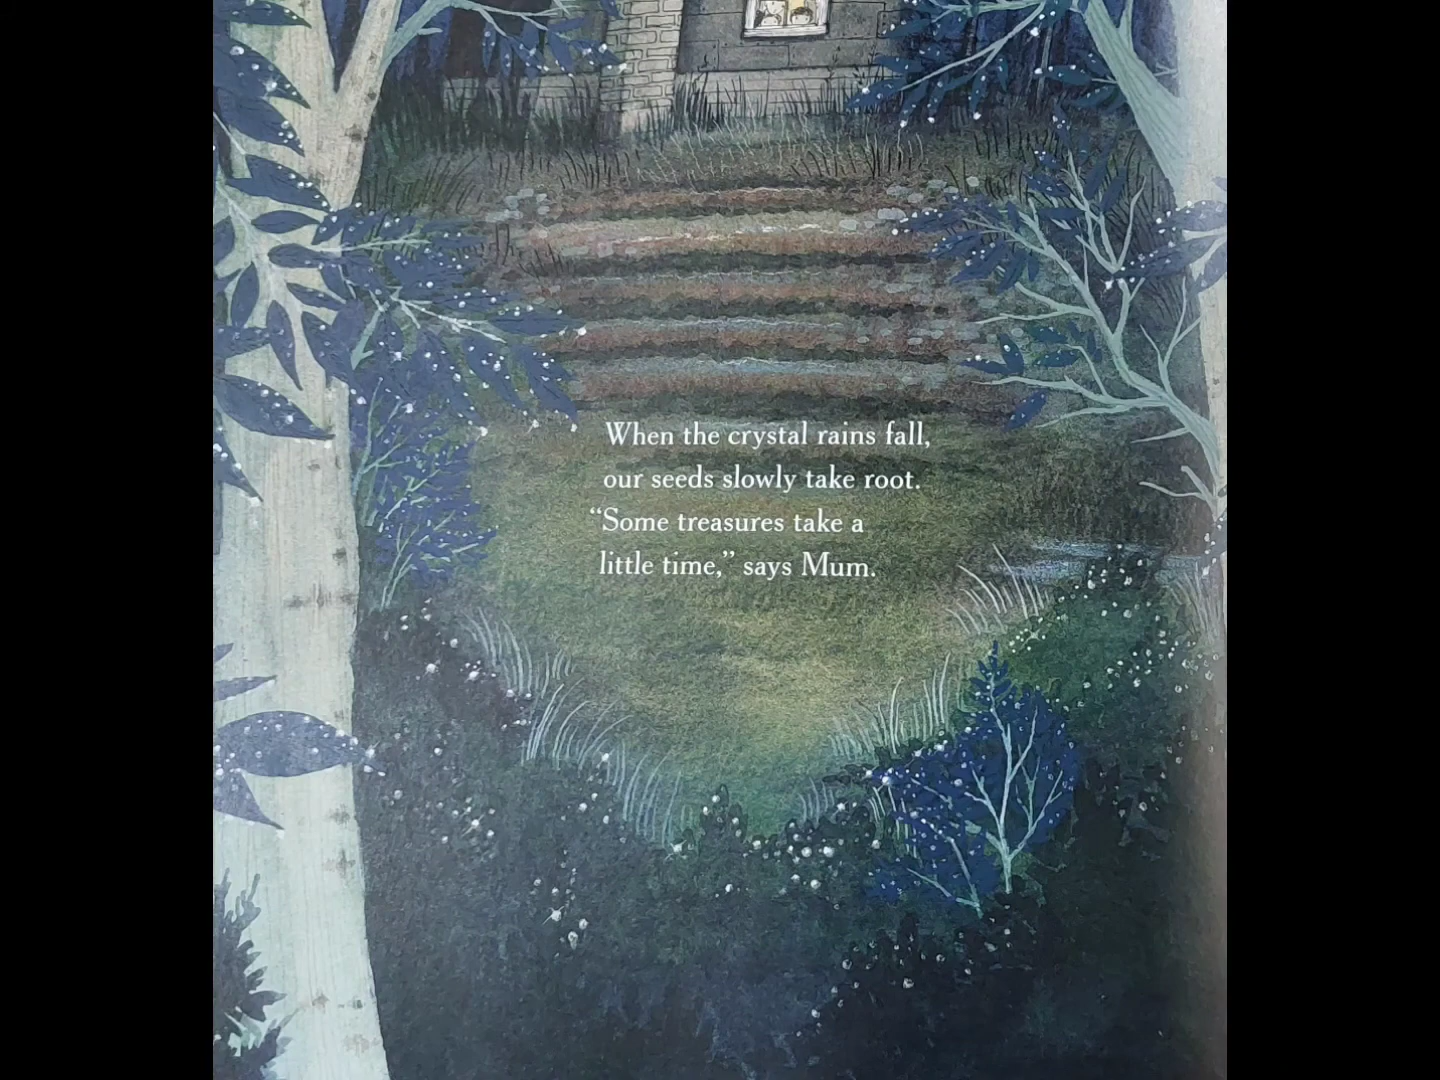 When the crystal rains fall,
our seeds slowly take root.
“Some treasures take a
little time,” says Mum.